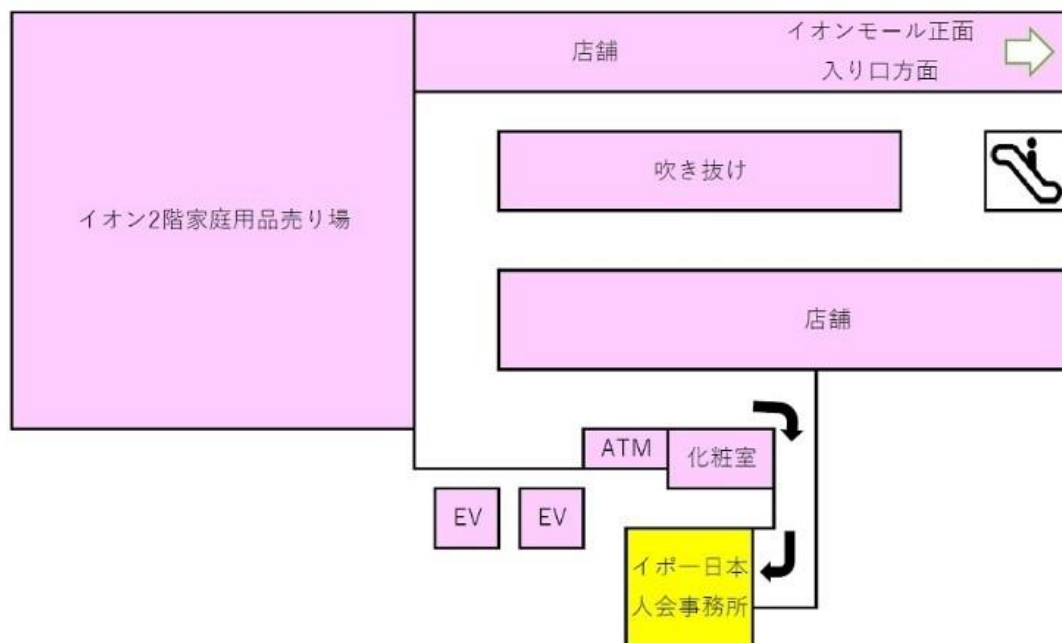 店舗
イオンモール正面
入り口方面
吹き抜け
イオン2階家庭用品売り場
店舗
ATM
化粧室
EV
EV
イポー日本
人会事務所